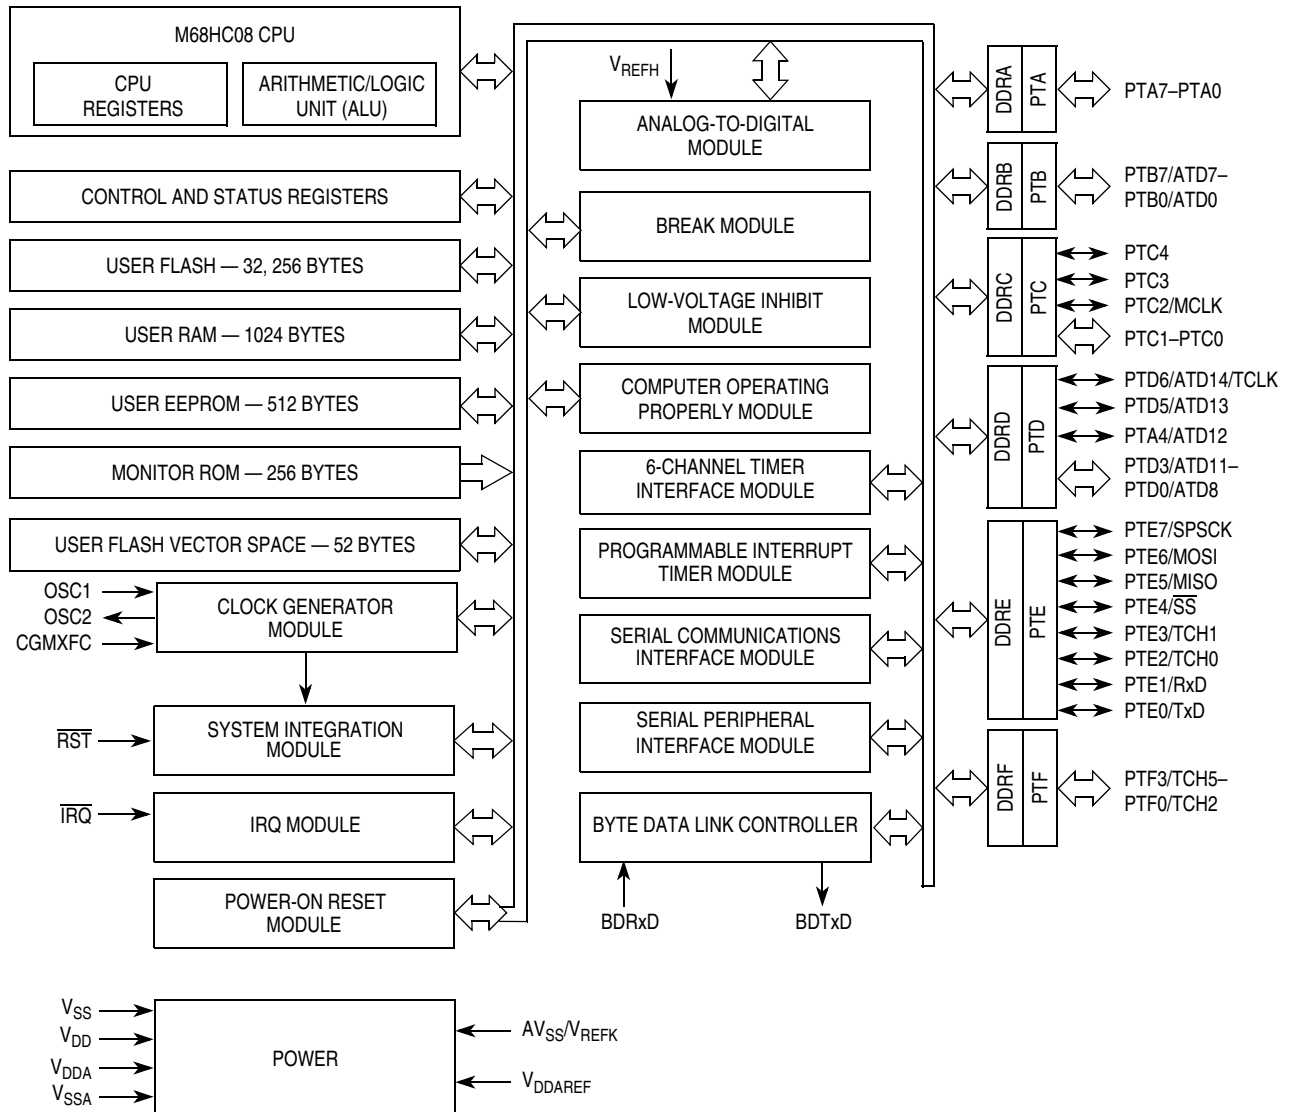 M68HC08 CPU
CPU
REGISTERS
ARITHMETIC/LOGIC
UNIT (ALU)
CONTROL AND STATUS REGISTERS
USER FLASH — 32, 256 BYTES
USER RAM — 1024 BYTES
USER EEPROM — 512 BYTES
MONITOR ROM — 256 BYTES
USER FLASH VECTOR SPACE — 52 BYTES
OSC1
OSC2
CGMXFC
CLOCK GENERATOR
MODULE
RST
SYSTEM INTEGRATION
MODULE
IRQ
IRQ MODULE
POWER-ON RESET
MODULE
VSS
VDD
VDDA
VSSA
POWER
AVSS/VREFK
VDDAREF
VREFH
ANALOG-TO-DIGITAL
MODULE
BREAK MODULE
LOW-VOLTAGE INHIBIT
MODULE
COMPUTER OPERATING
PROPERLY MODULE
6-CHANNEL TIMER
INTERFACE MODULE
PROGRAMMABLE INTERRUPT
TIMER MODULE
SERIAL COMMUNICATIONS
INTERFACE MODULE
SERIAL PERIPHERAL
INTERFACE MODULE
BYTE DATA LINK CONTROLLER
BDRxD
BDTxD
DDRA
PTA
PTA7–PTA0
DDRB
PTB
PTB7/ATD7–
PTB0/ATD0
DDRC
PTC
PTC4
PTC3
PTC2/MCLK
PTC1–PTC0
DDRD
PTD
PTD6/ATD14/TCLK
PTD5/ATD13
PTA4/ATD12
PTD3/ATD11–
PTD0/ATD8
DDRE
PTE
PTE7/SPSCK
PTE6/MOSI
PTE5/MISO
PTE4/SS
PTE3/TCH1
PTE2/TCH0
PTE1/RxD
PTE0/TxD
DDRF
PTF
PTF3/TCH5–
PTF0/TCH2